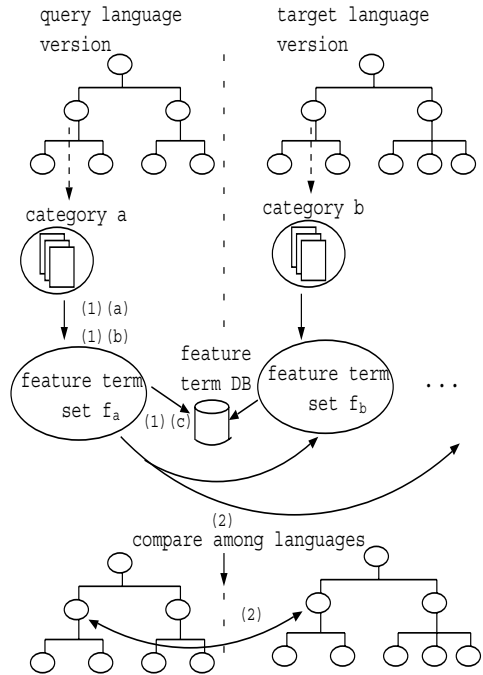 query language
version
target language
version
category a
category b
(1)(a)
(1)(b)
feature term
set fa
feature
term DB
(1)(c)
feature term
set fb
...
(2)
compare among languages
(2)